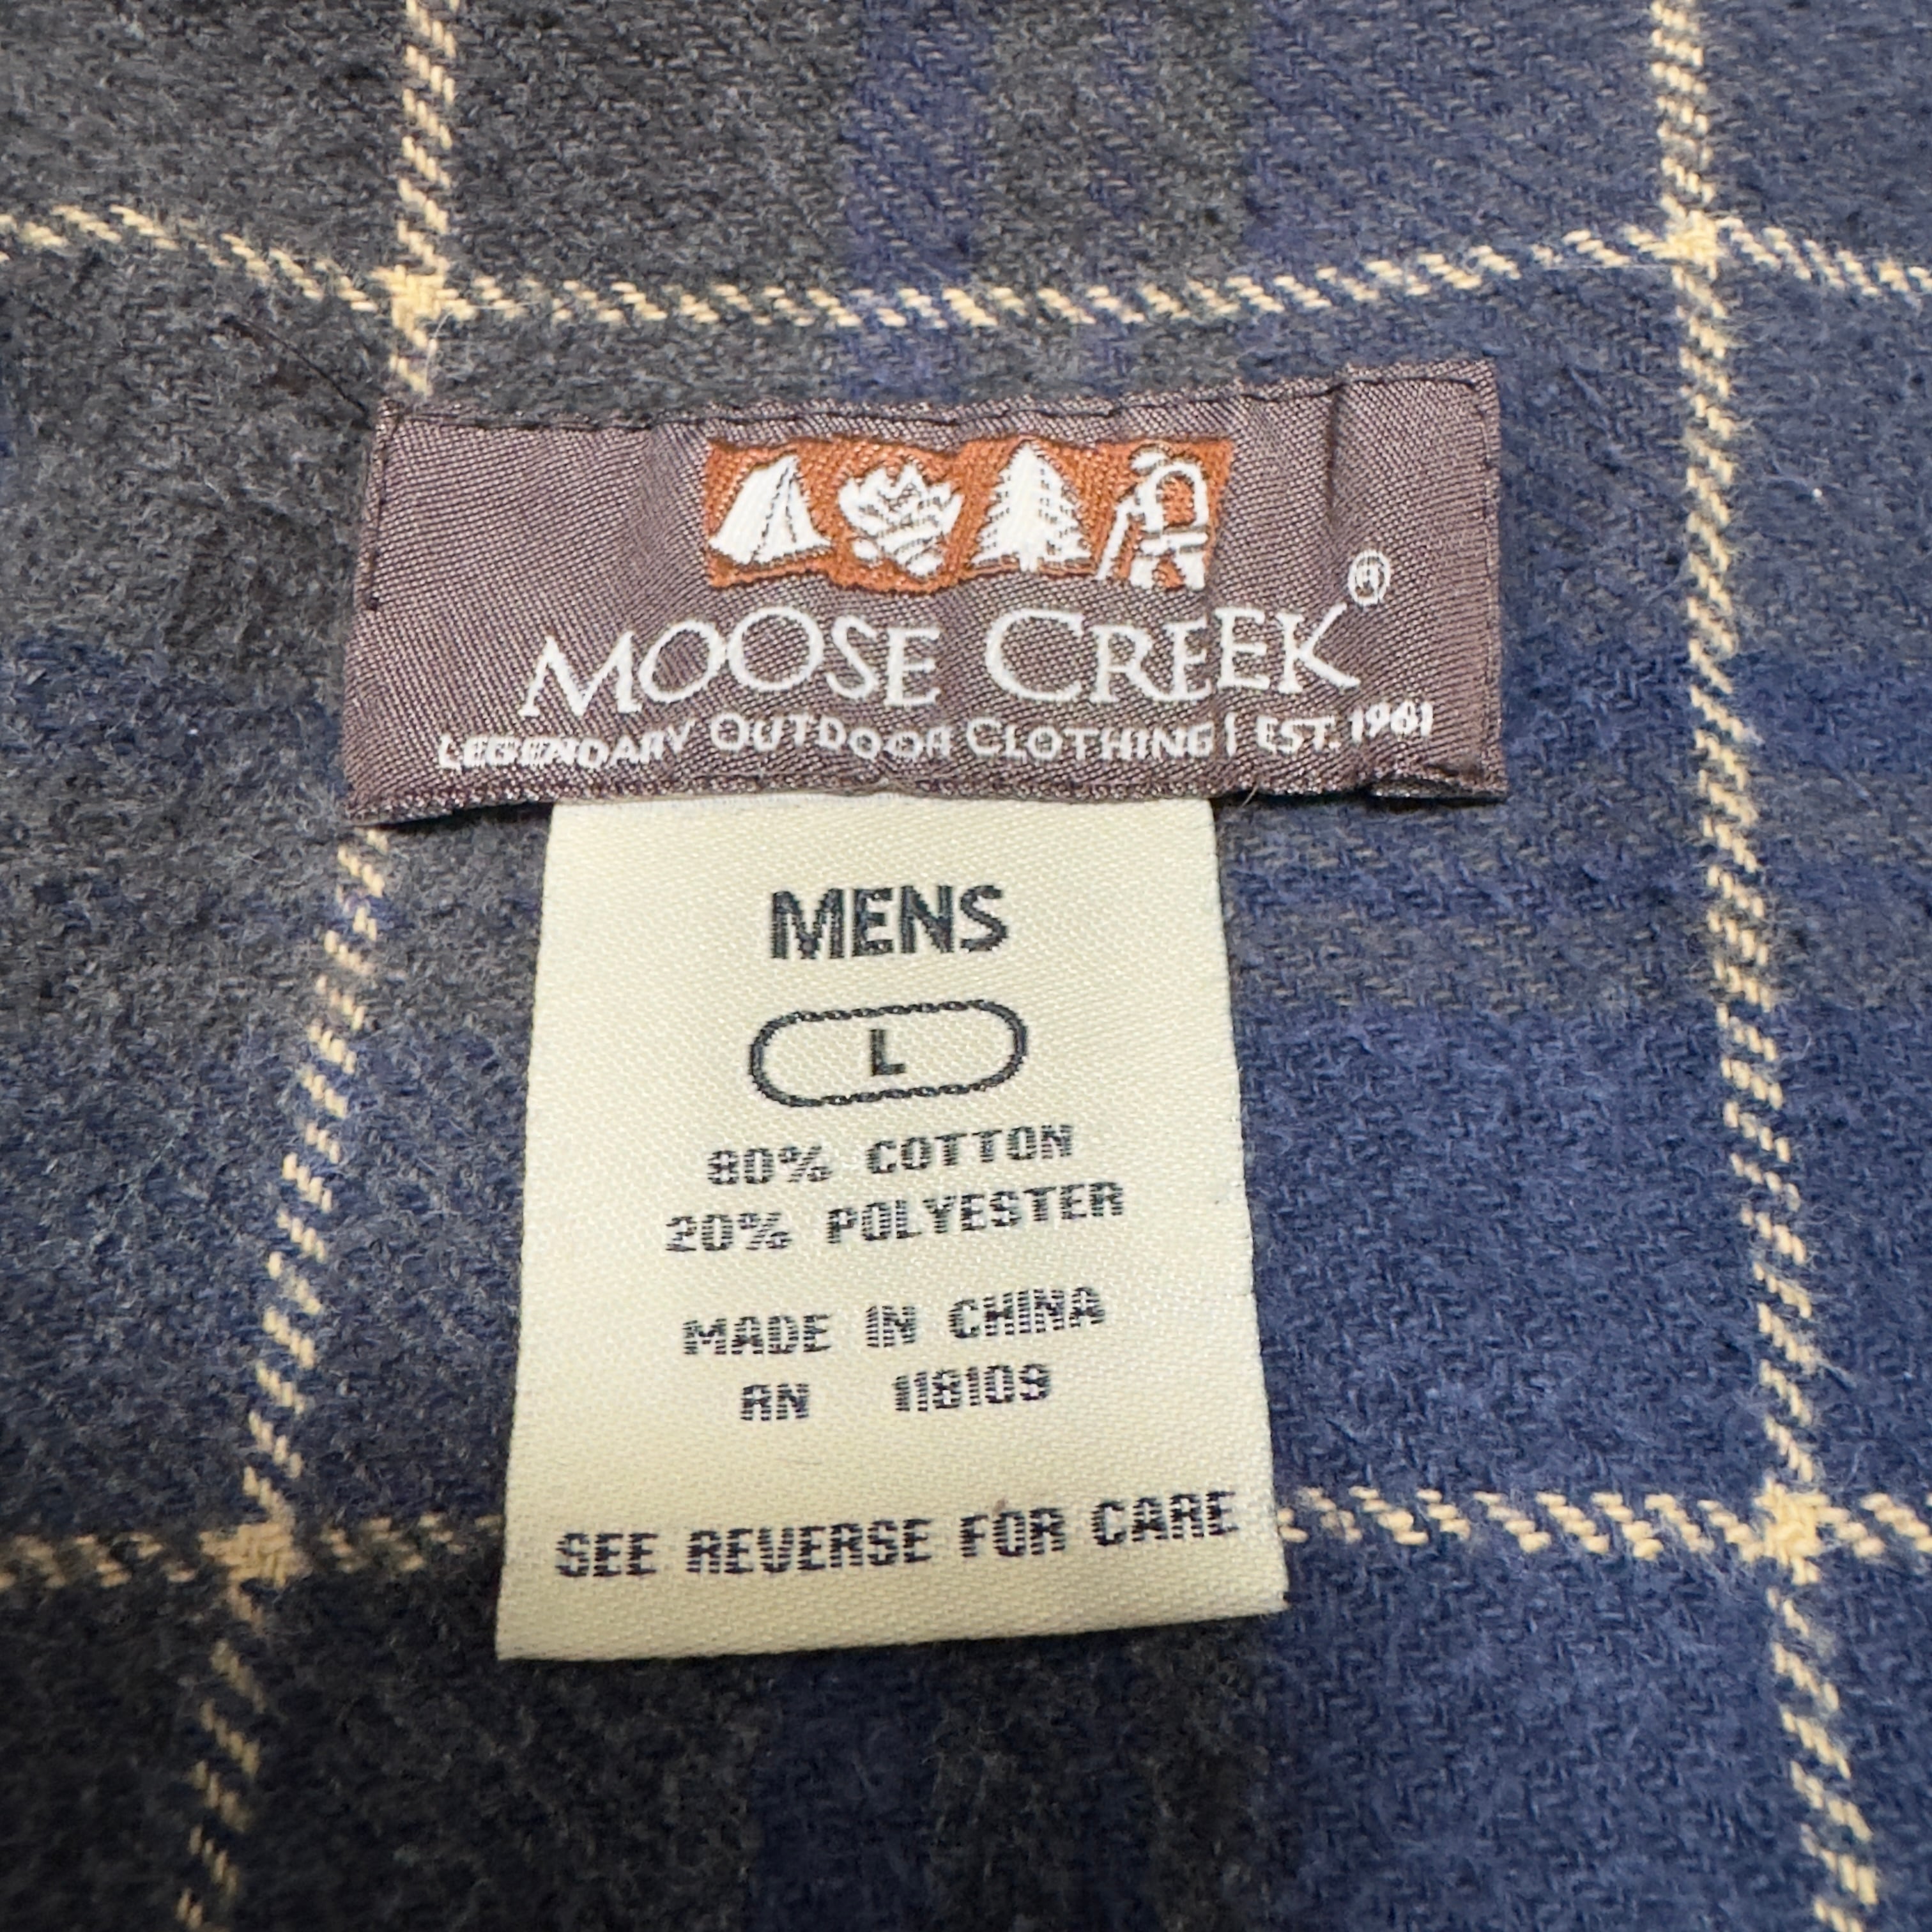 MOOSE CREEK®
LEGENDARY OUTDOOR CLOTHING | EST. 1961
MENS
L
80% COTTON
20% POLYESTER
MADE IN CHINA
RN 118109
SEE REVERSE FOR CARE